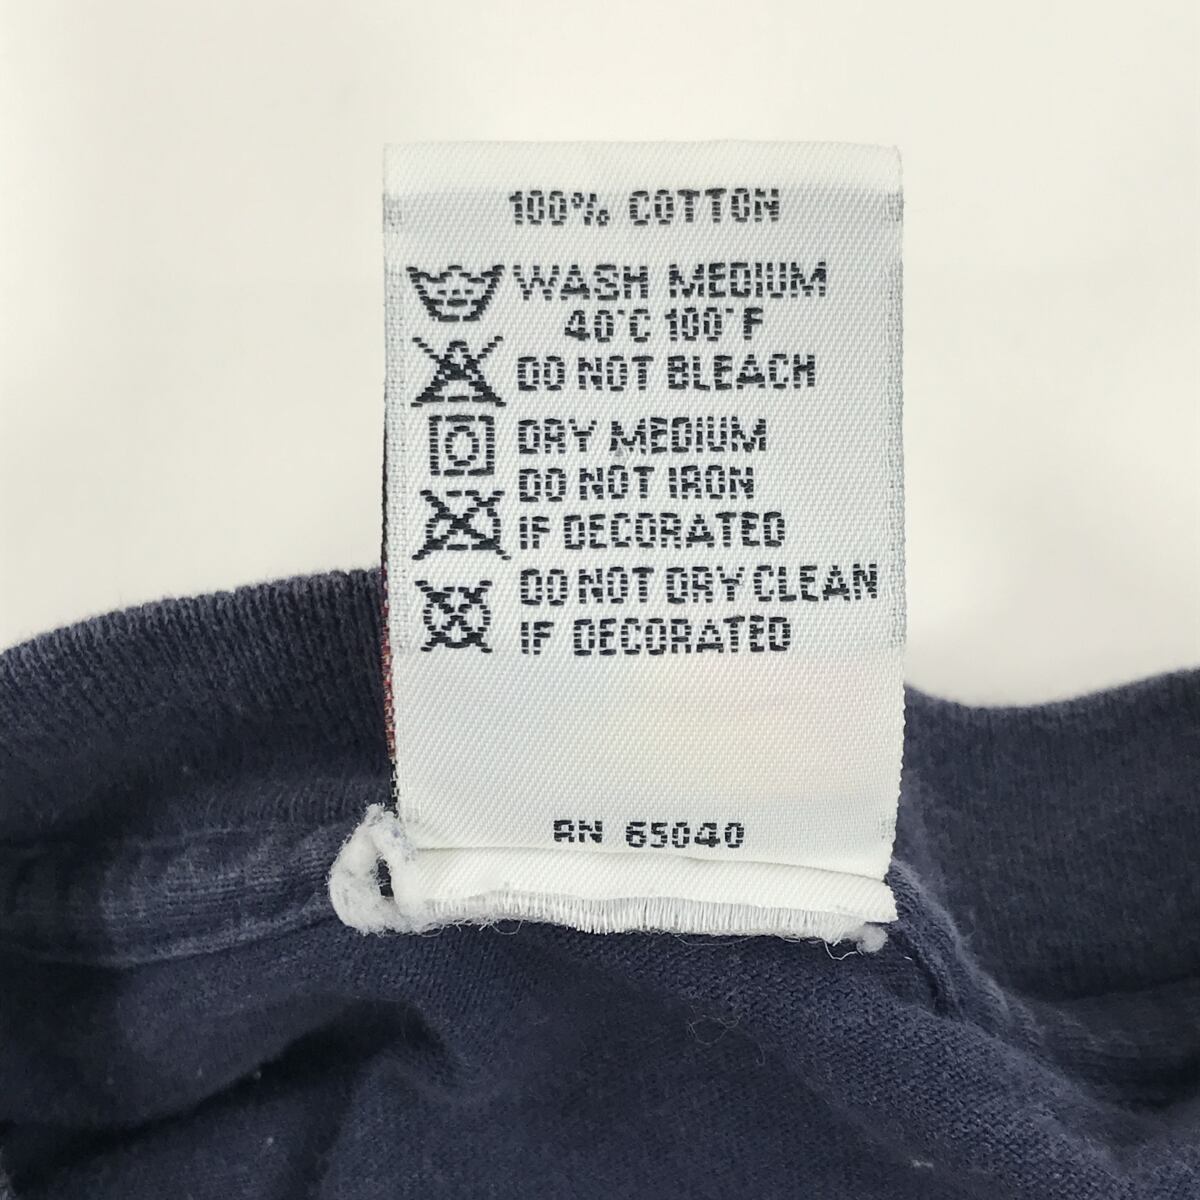 100% COTTON
WASH MEDIUM
40°C 100°F
DO NOT BLEACH
DRY MEDIUM
DO NOT IRON
IF DECORATED
DO NOT DRY CLEAN
IF DECORATED
RN 65040